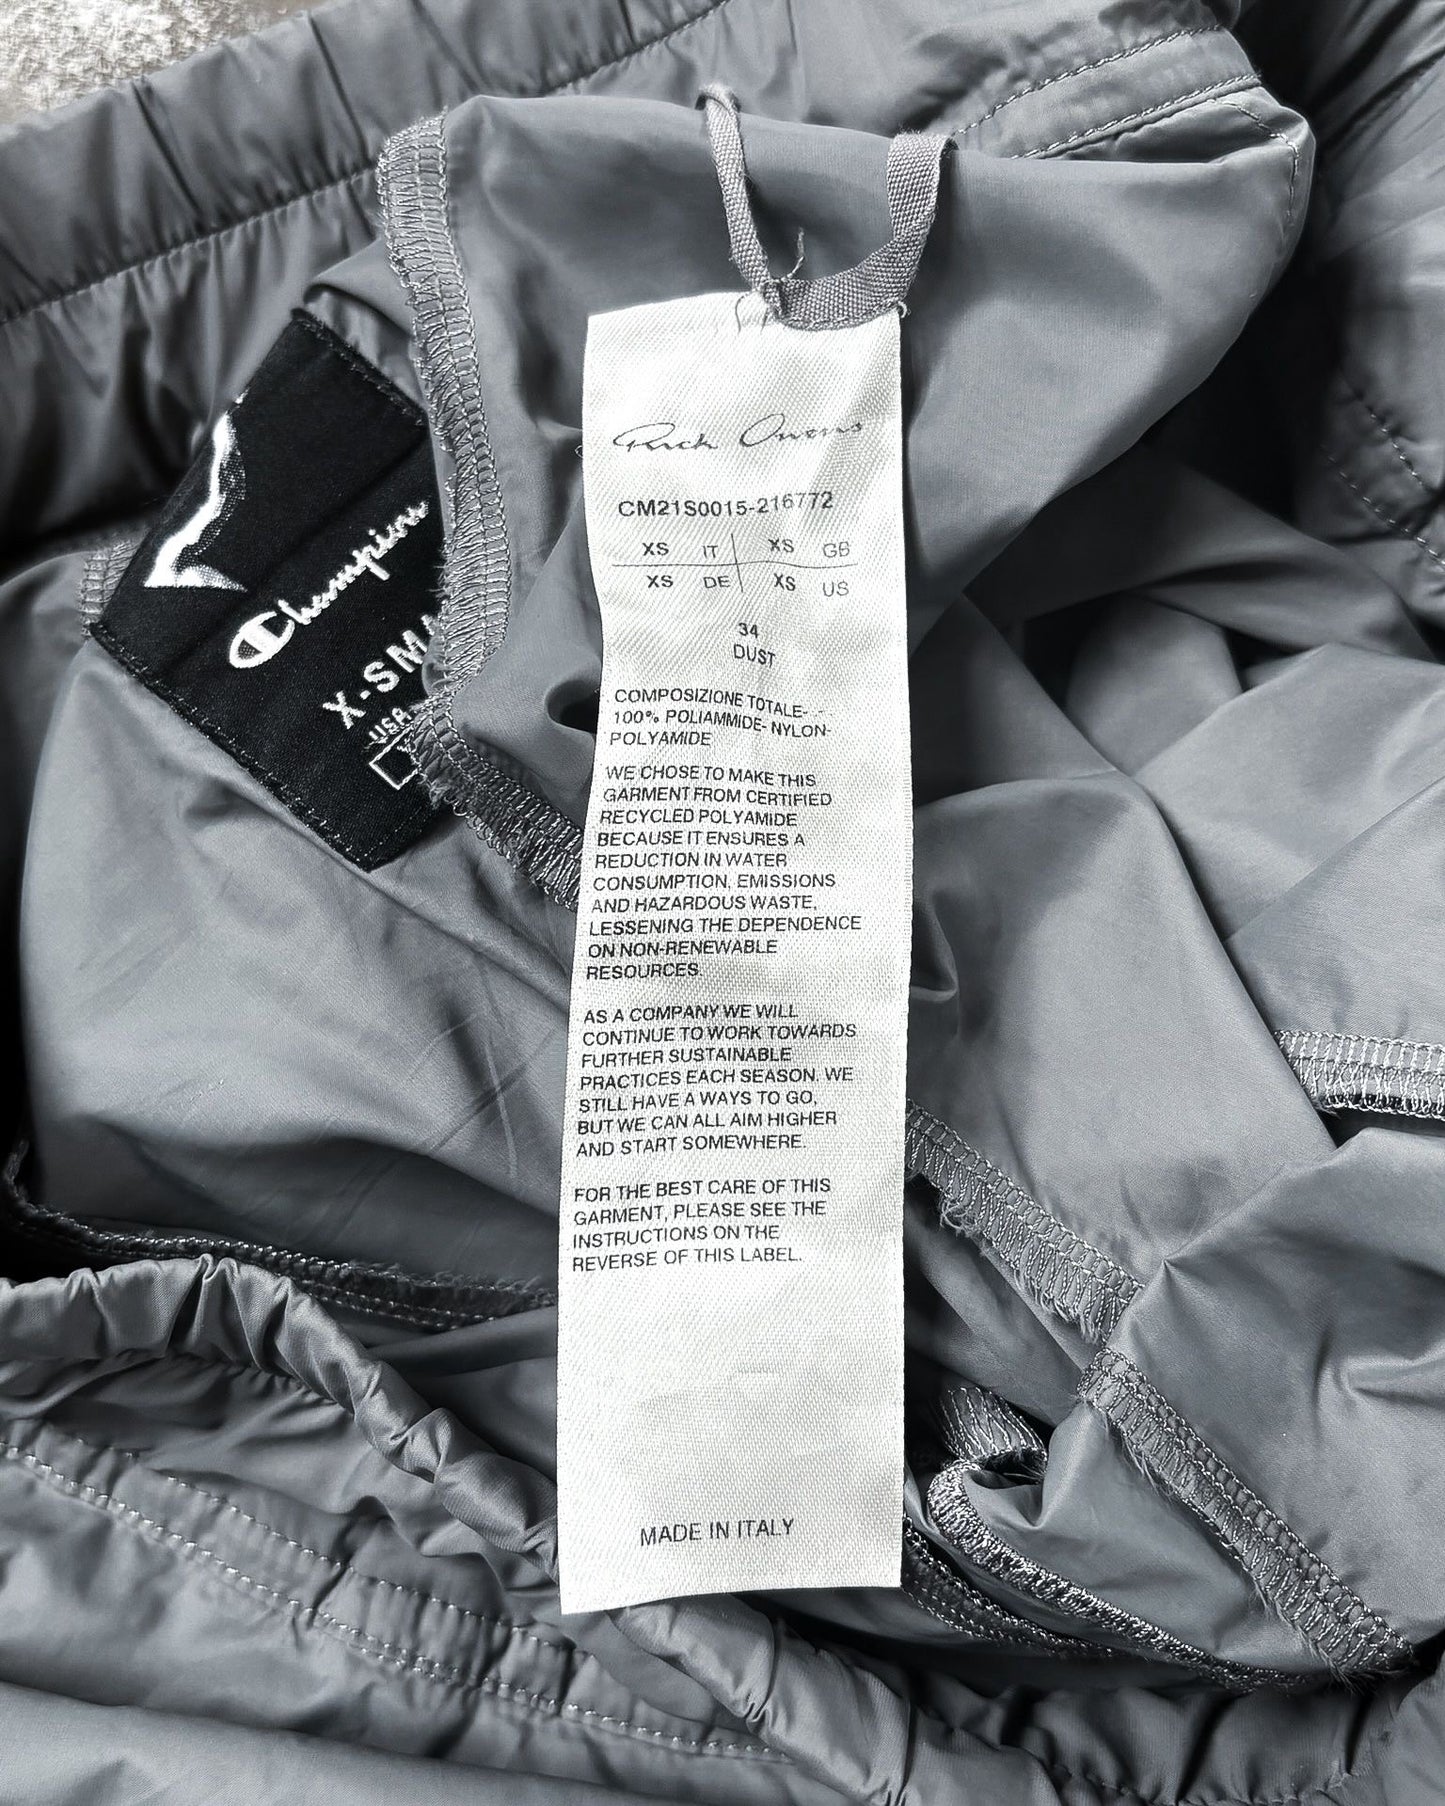 Rick Owens
CM21S0015-216772
XS IT XS GB
XS DE XS US
34
DUST
COMPOSIZIONE TOTALE- - -
100% POLIAMMIDE- NYLON-
POLYAMIDE
WE CHOSE TO MAKE THIS
GARMENT FROM CERTIFIED
RECYCLED POLYAMIDE
BECAUSE IT ENSURES A
REDUCTION IN WATER
CONSUMPTION, EMISSIONS
AND HAZARDOUS WASTE,
LESSENING THE DEPENDENCE
ON NON-RENEWABLE
RESOURCES.
AS A COMPANY WE WILL
CONTINUE TO WORK TOWARDS
FURTHER SUSTAINABLE
PRACTICES EACH SEASON. WE
STILL HAVE A WAYS TO GO,
BUT WE CAN ALL AIM HIGHER
AND START SOMEWHERE.
FOR THE BEST CARE OF THIS
GARMENT, PLEASE SEE THE
INSTRUCTIONS ON THE
REVERSE OF THIS LABEL.
MADE IN ITALY
Champion
X-SMA
USA